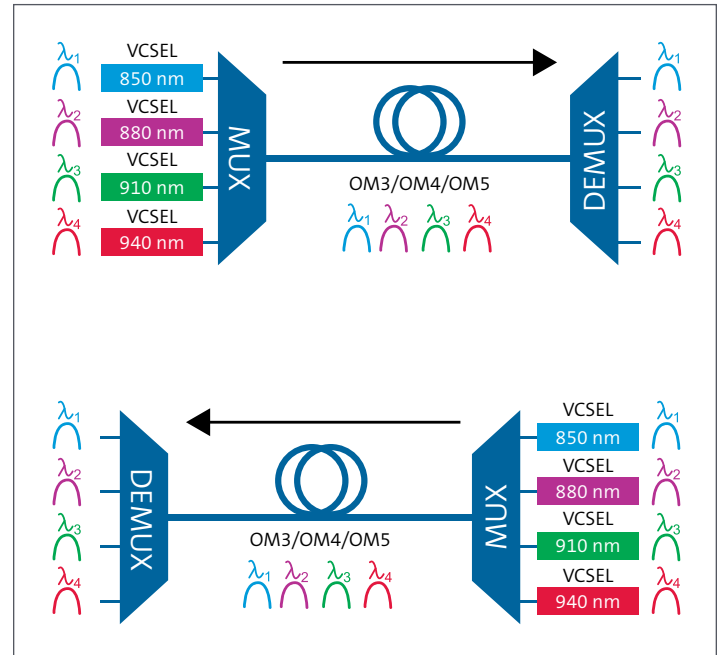 λ1 VCSEL λ1
850 nm
λ2 VCSEL λ2
880 nm
MUX DEMUX
λ3 VCSEL OM3/OM4/OM5 λ3
910 nm
λ1 λ2 λ3 λ4
λ4 VCSEL λ4
940 nm
λ1 VCSEL λ1
850 nm
λ2 VCSEL λ2
880 nm
DEMUX MUX
λ3 OM3/OM4/OM5 VCSEL λ3
910 nm
λ1 λ2 λ3 λ4
λ4 VCSEL λ4
940 nm